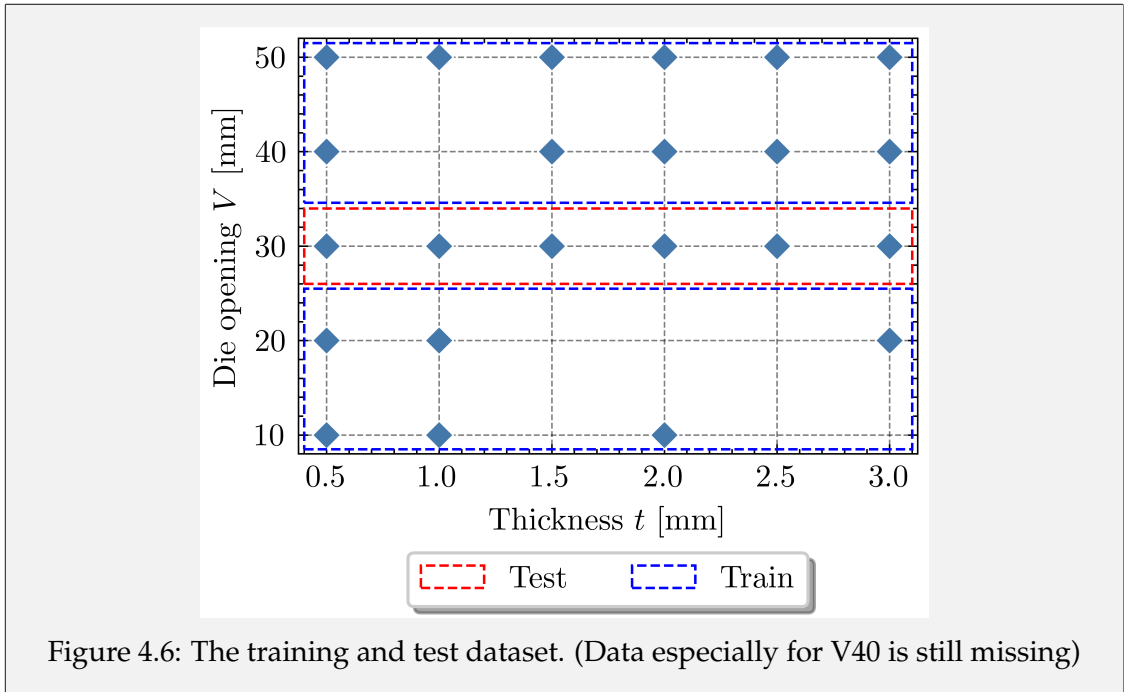 50
40
30
20
10
Die opening V [mm]
0.5 1.0 1.5 2.0 2.5 3.0
Thickness t [mm]
Test Train
Figure 4.6: The training and test dataset. (Data especially for V40 is still missing)